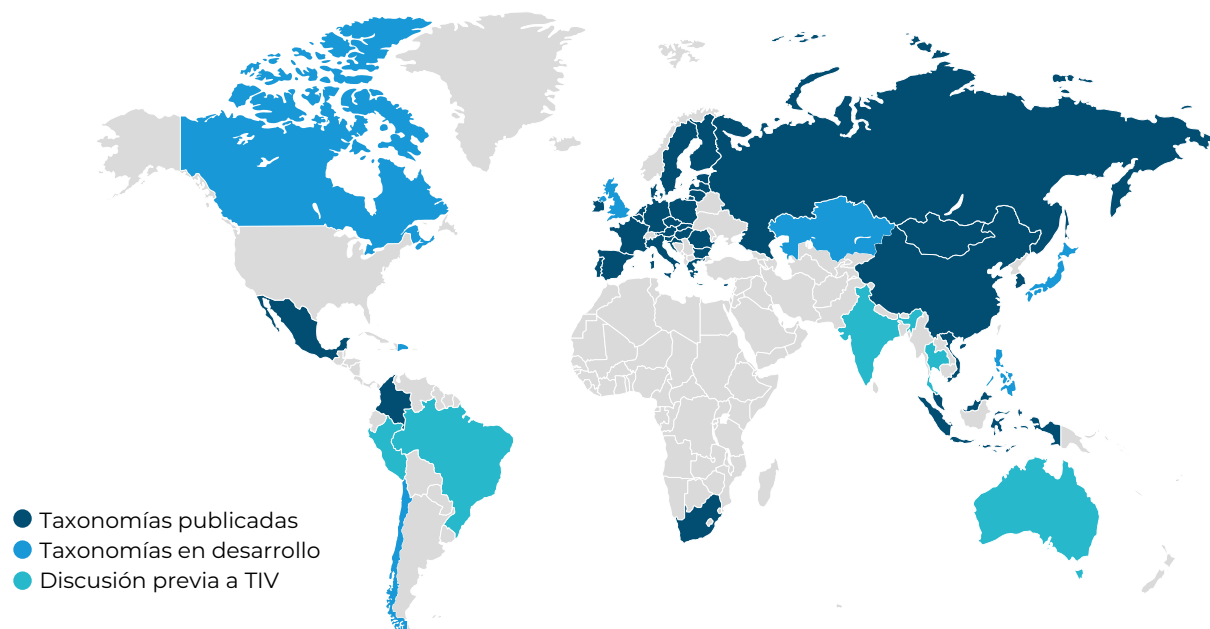 Taxonomías publicadas
Taxonomías en desarrollo
Discusión previa a TIV